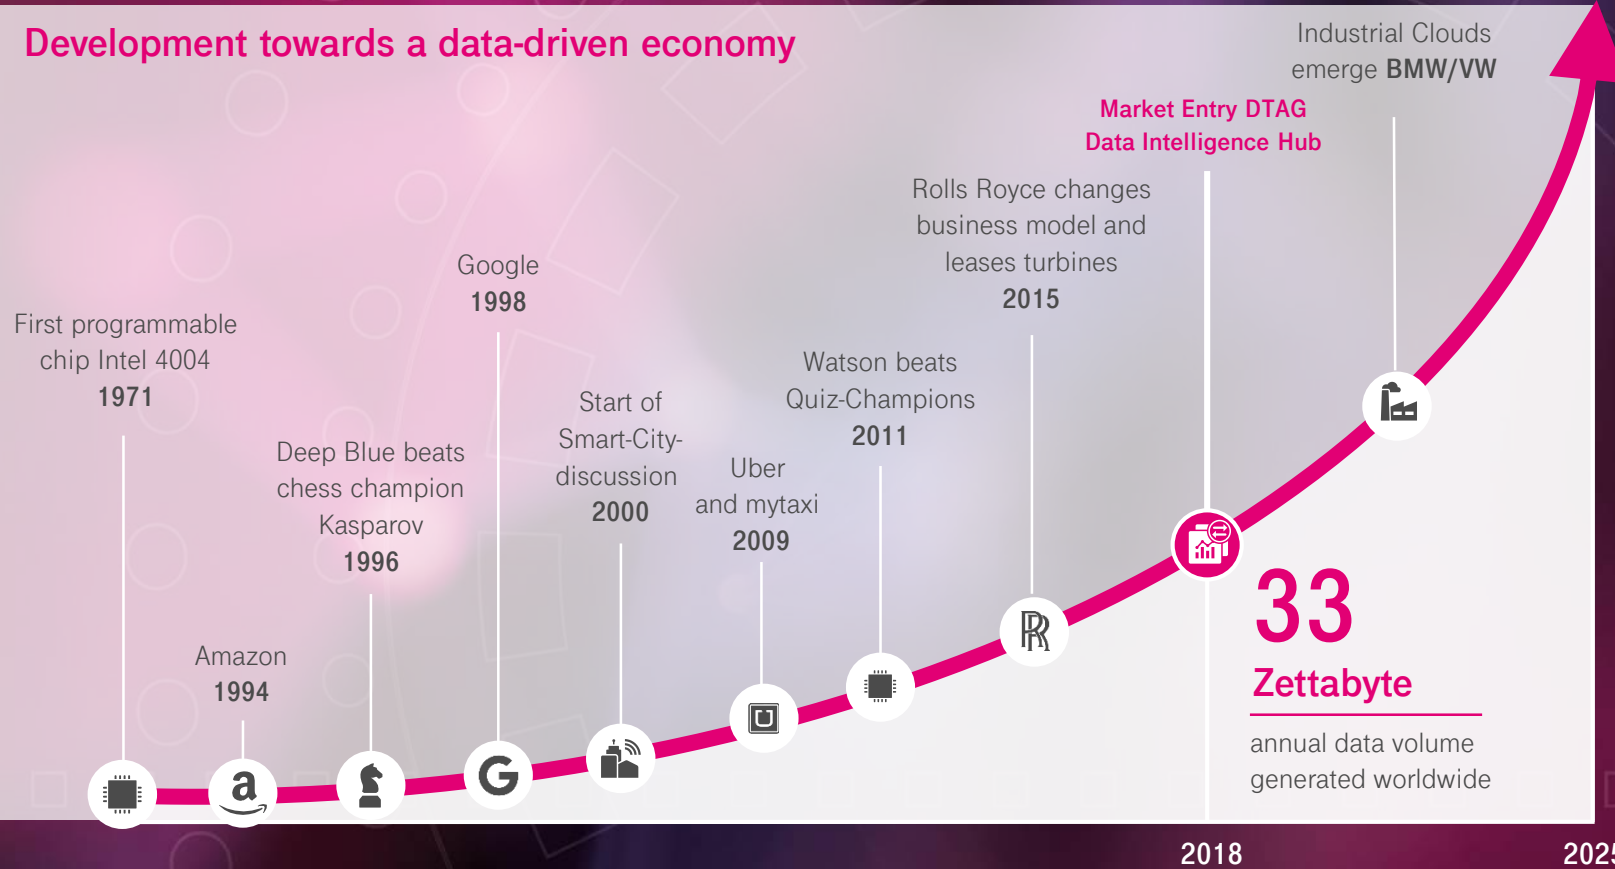 Development towards a data-driven economy
Industrial Clouds
emerge BMW/VW
Market Entry DTAG
Data Intelligence Hub
Rolls Royce changes
business model and
leases turbines
2015
Google
1998
First programmable
chip Intel 4004
1971
Watson beats
Quiz-Champions
2011
Start of
Smart-City-
discussion
2000
Deep Blue beats
chess champion
Kasparov
1996
Uber
and mytaxi
2009
Amazon
1994
33
Zettabyte
annual data volume
generated worldwide
a
G
U
RR
2018
2025